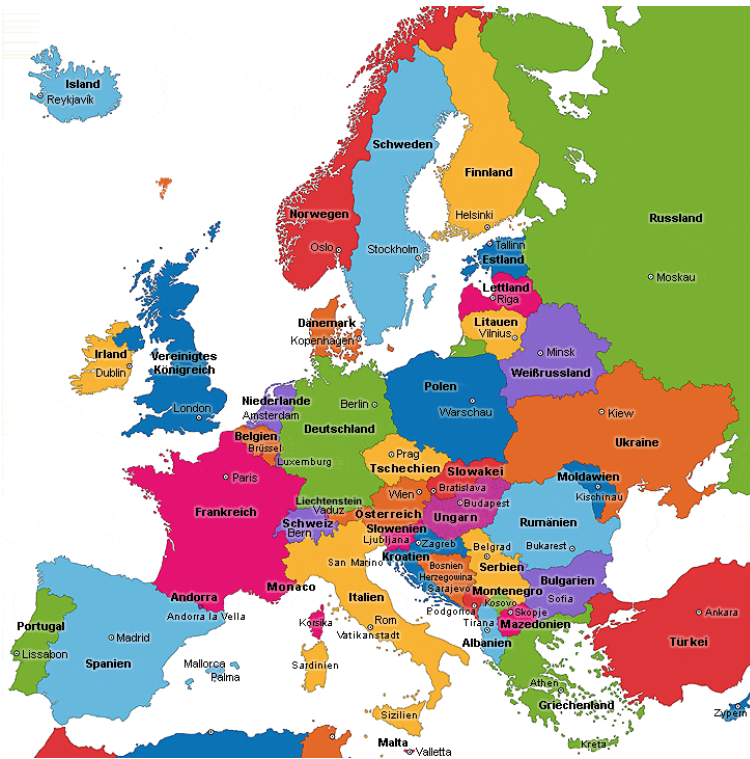 Island
Reykjavík
Schweden
Finnland
Norwegen
Helsinki
Russland
Oslo
Stockholm
Tallinn
Estland
Moskau
Lettland
Riga
Dänemark
Kopenhagen
Litauen
Vilnius
Irland
Dublin
Vereinigtes
Königreich
Minsk
Weißrussland
Polen
Warschau
London
Niederlande
Amsterdam
Berlin
Deutschland
Kiew
Ukraine
Belgien
Brüssel
Luxemburg
Prag
Tschechien
Slowakei
Bratislava
Paris
Frankreich
Liechtenstein
Vaduz
Wien
Österreich
Budapest
Ungarn
Moldawien
Kischinau
Schweiz
Bern
Slowenien
Ljubljana
Rumänien
Bukarest
Zagreb
Kroatien
Belgrad
Serbien
San Marino
Bosnien
Herzegowina
Sarajevo
Monaco
Italien
Montenegro
Kosovo
Bulgarien
Sofia
Andorra
Andorra la Vella
Korsika
Rom
Vatikanstadt
Podgorica
Skopje
Mazedonien
Tirana
Albanien
Ankara
Türkei
Portugal
Lissabon
Madrid
Spanien
Mallorca
Palma
Sardinien
Athen
Griechenland
Sizilien
Zypern
Kreta
Malta
Valletta